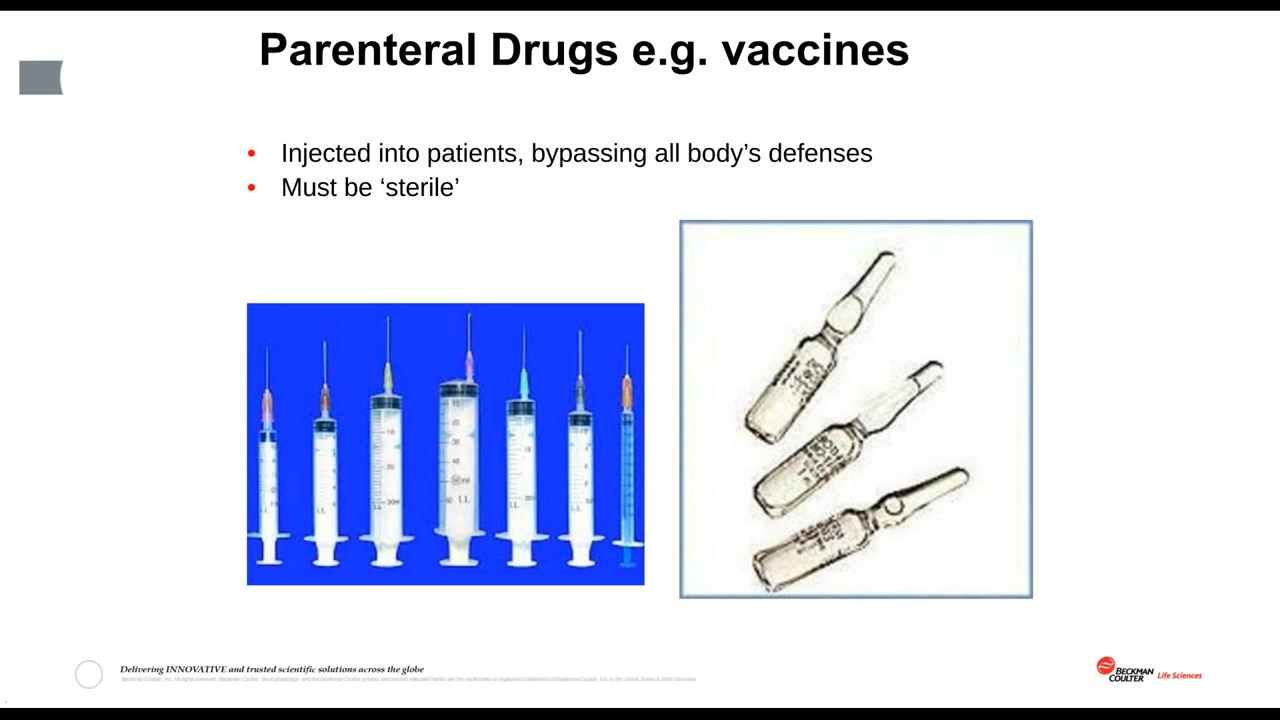 Parenteral Drugs e.g. vaccines
• Injected into patients, bypassing all body’s defenses
• Must be ‘sterile’
Delivering INNOVATIVE and trusted scientific solutions across the globe
BECKMAN
COULTER
Life Sciences